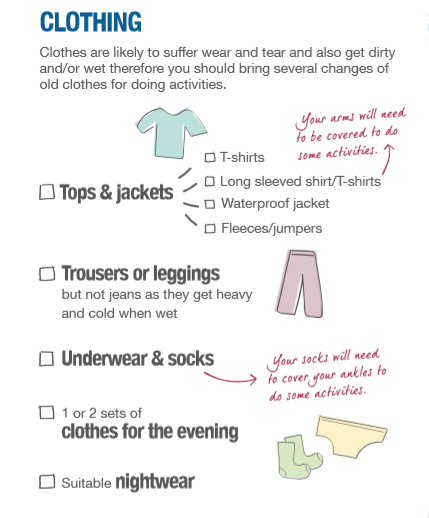 CLOTHING
Clothes are likely to suffer wear and tear and also get dirty
and/or wet therefore you should bring several changes of
old clothes for doing activities.
Your arms will need
to be covered to do
some activities.
Tops & jackets
T-shirts
Long sleeved shirt/T-shirts
Waterproof jacket
Fleeces/jumpers
Trousers or leggings
but not jeans as they get heavy
and cold when wet
Underwear & socks
Your socks will need
to cover your ankles to
do some activities.
1 or 2 sets of
clothes for the evening
Suitable nightwear